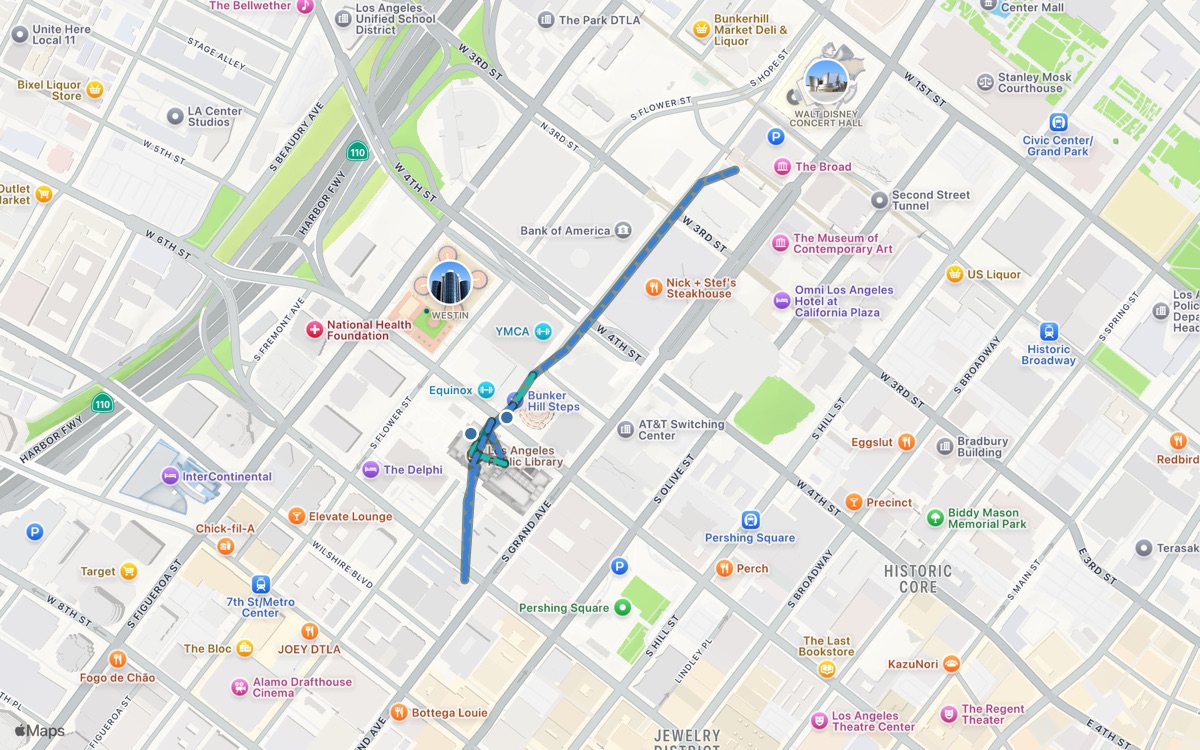 The Bellwether
Los Angeles
Unified School
District
The Park DTLA
Bunkerhill
Market Deli &
Liquor
Center Mall
Unite Here
Local 11
STAGE ALLEY
W 3RD ST
S HOPE ST
W 1ST ST
Stanley Mosk
Courthouse
Bixel Liquor
Store
LA Center
Studios
S BEAUDRY AVE
S FLOWER ST
WALT DISNEY
CONCERT HALL
W 5TH ST
110
N 3RD ST
P
Civic Center/
Grand Park
The Broad
Outlet
Market
HARBOR FWY
W 4TH ST
Second Street
Tunnel
W 6TH ST
Bank of America
W 3RD ST
The Museum of
Contemporary Art
US Liquor
Nick + Stef's
Steakhouse
Omni Los Angeles
Hotel at
California Plaza
S SPRING ST
WESTIN
National Health
Foundation
S FREMONT AVE
YMCA
W 4TH ST
Historic
Broadway
S BROADWAY
110
Equinox
Bunker
Hill Steps
W 3RD ST
HARBOR FWY
S FLOWER ST
AT&T Switching
Center
S HILL ST
Eggslut
Bradbury
Building
Redbird
The Delphi
Los Angeles
Public Library
InterContinental
S OLIVE ST
W 4TH ST
Precinct
Biddy Mason
Memorial Park
P
Chick-fil-A
Elevate Lounge
S GRAND AVE
Pershing Square
E 3RD ST
Terasak
Target
WILSHIRE BLVD
P
Perch
S BROADWAY
HISTORIC
CORE
S MAIN ST
W 8TH ST
S FIGUEROA ST
7th St/Metro
Center
Pershing Square
S HILL ST
The Bloc
JOEY DTLA
LINDLEY PL
The Last
Bookstore
KazuNori
Fogo de Chão
Alamo Drafthouse
Cinema
Bottega Louie
Los Angeles
Theatre Center
The Regent
Theater
E 4TH ST
Maps
S FIGUEROA ST
JEWELRY
DISTRICT